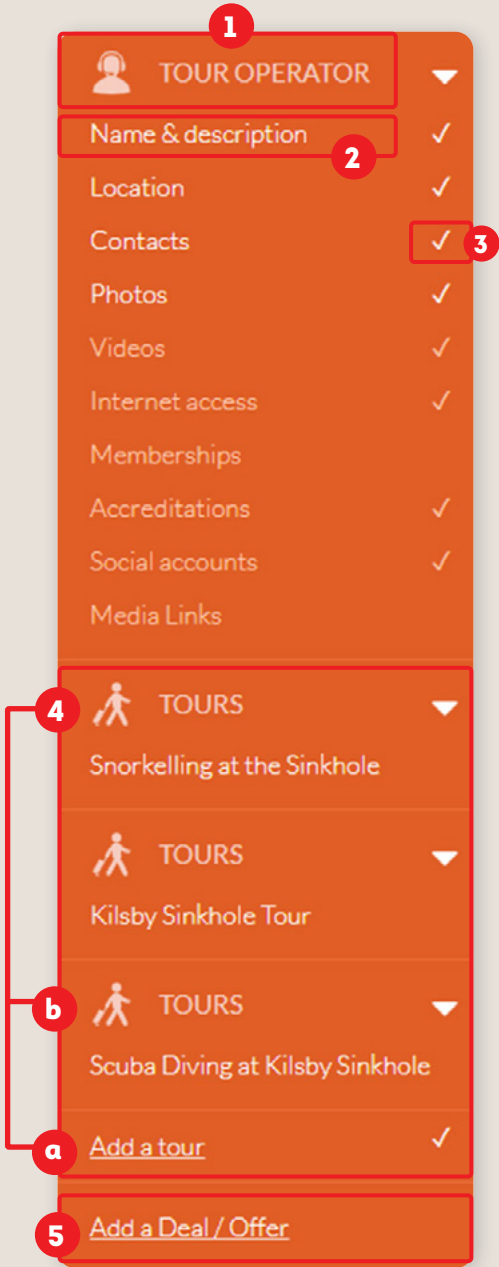 1
TOUR OPERATOR
Name & description
2
Location
Contacts
3
Photos
Videos
Internet access
Memberships
Accreditations
Social accounts
Media Links
4
TOURS
Snorkelling at the Sinkhole
TOURS
Kilsby Sinkhole Tour
b
TOURS
Scuba Diving at Kilsby Sinkhole
a
Add a tour
5
Add a Deal / Offer